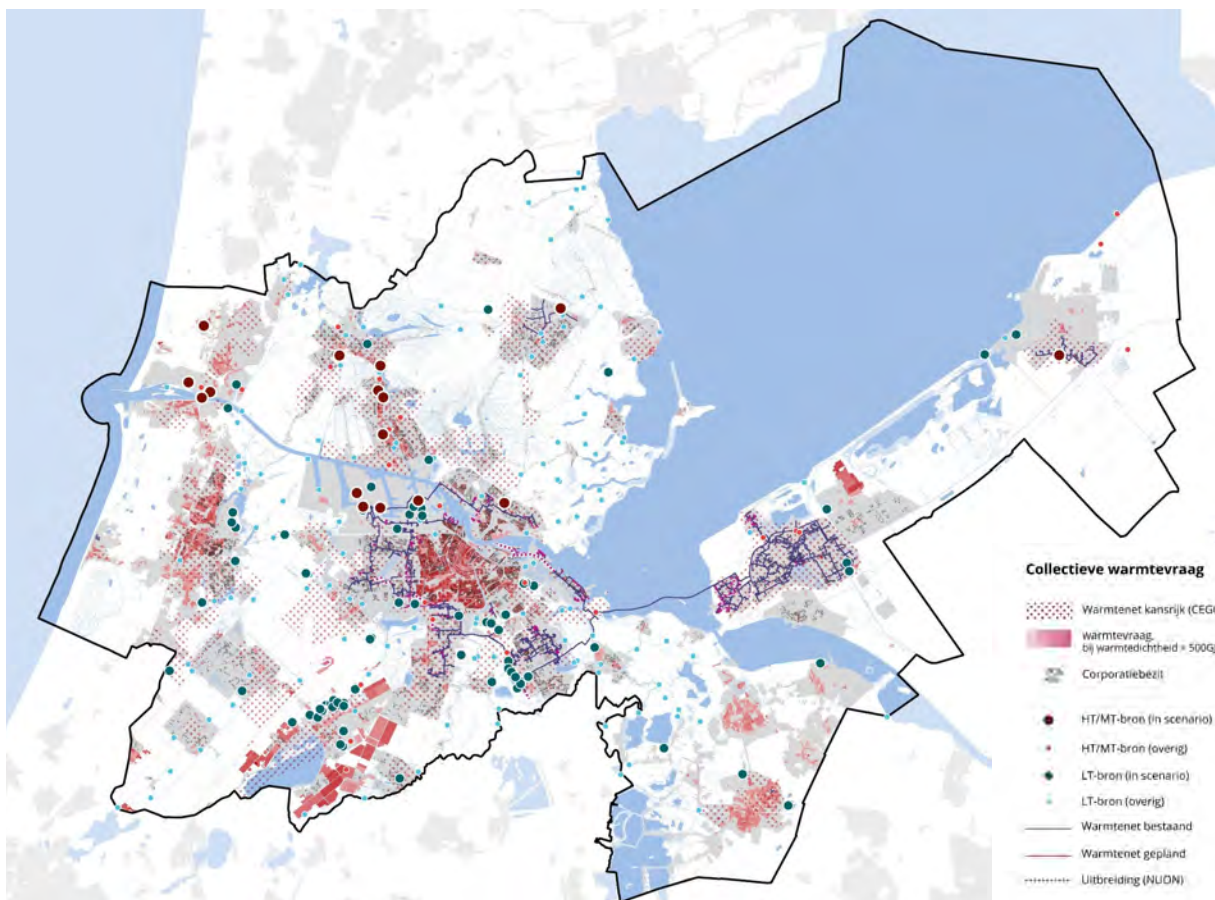 Collectieve warmtevraag
Warmtenet kansrijk (CEG
warmtevraag,
bij warmtedichtheid = 500G
Corporatiebezit
HT/MT-bron (in scenario)
HT/MT-bron (overig)
LT-bron (in scenario)
LT-bron (overig)
Warmtenet bestaand
Warmtenet gepland
Uitbreiding (NUON)